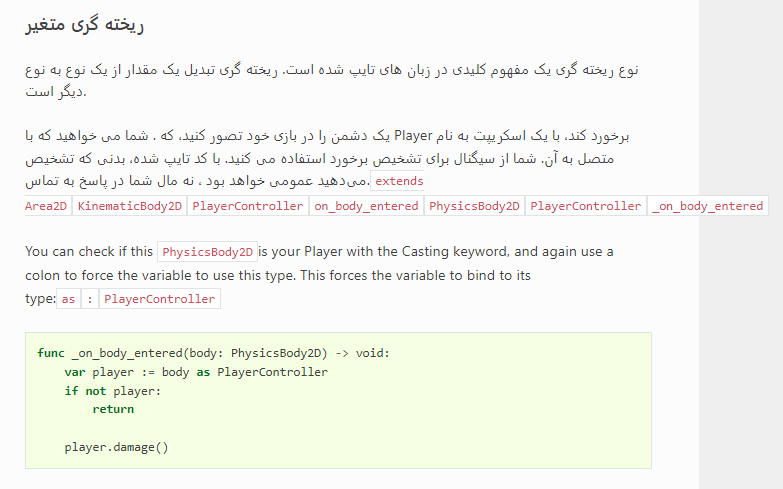 ریخته گری متغیر
نوع ریخته گری یک مفهوم کلیدی در زبان های تایپ شده است. ریخته گری تبدیل یک مقدار از یک نوع به نوع
دیگر است.
یک دشمن را در بازی خود تصور کنید، که . شما می خواهید که با Player برخورد کند، با یک اسکریپت به نام
متصل به آن. شما از سیگنال برای تشخیص برخورد استفاده می کنید. با کد تایپ شده، بدنی که تشخیص
می‌دهید عمومی خواهد بود ، نه مال شما در پاسخ به تماس. extends
Area2D KinematicBody2D PlayerController on_body_entered PhysicsBody2D PlayerController _on_body_entered
You can check if this PhysicsBody2D is your Player with the Casting keyword, and again use a
colon to force the variable to use this type. This forces the variable to bind to its
type: as : PlayerController
func _on_body_entered(body: PhysicsBody2D) -> void:
    var player := body as PlayerController
    if not player:
        return
    player.damage()